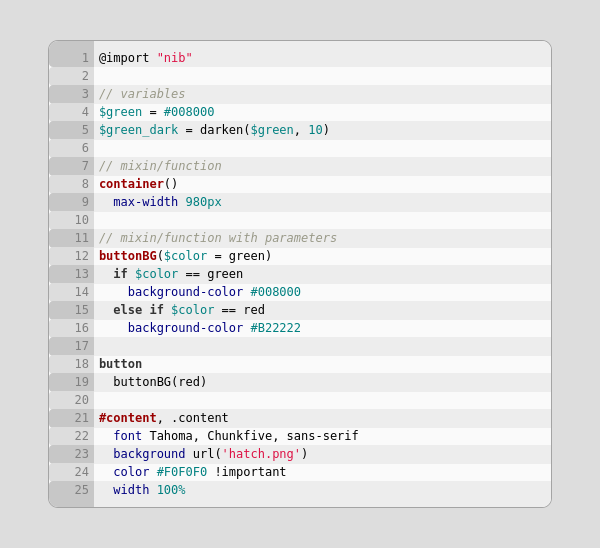 1 @import "nib"
2
3 // variables
4 $green = #008000
5 $green_dark = darken($green, 10)
6
7 // mixin/function
8 container()
9   max-width 980px
10
11 // mixin/function with parameters
12 buttonBG($color = green)
13   if $color == green
14     background-color #008000
15   else if $color == red
16     background-color #B22222
17
18 button
19   buttonBG(red)
20
21 #content, .content
22   font Tahoma, Chunkfive, sans-serif
23   background url('hatch.png')
24   color #F0F0F0 !important
25   width 100%